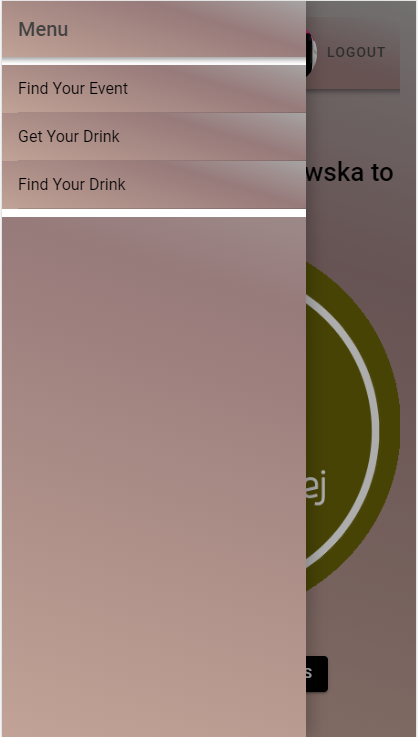 Menu
LOGOUT
Find Your Event
Get Your Drink
Find Your Drink
wska to
ej
s